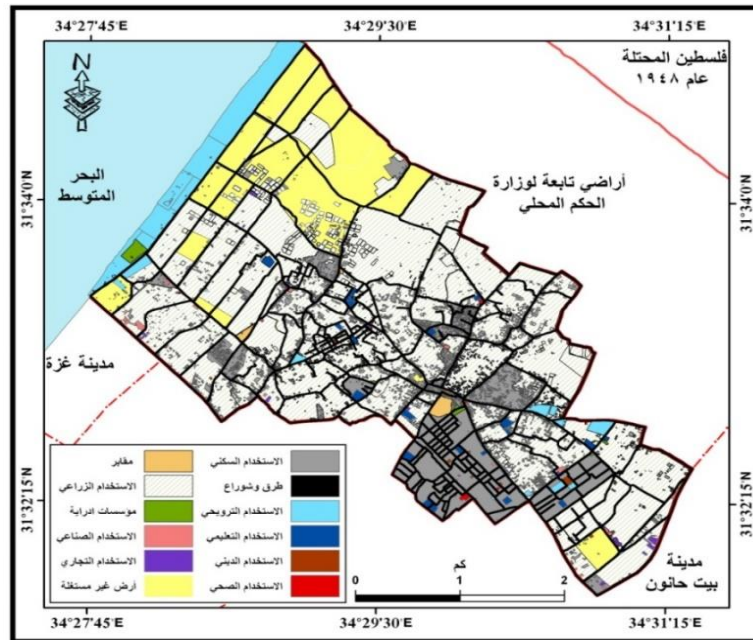 34°27'45"E
34°29'30"E
34°31'15"E
N
فلسطين المحتلة
عام ١٩٤٨
البحر
المتوسط
31°34'0"N
31°34'0"N
أراضي تابعة لوزارة
الحكم المحلي
مدينة غزة
31°32'15"N
31°32'15"N
الاستخدام السكني
مقابر
طرق وشوراع
الاستخدام الزراعي
الاستخدام الترويحي
مؤسسات ادراية
الاستخدام التعليمي
الاستخدام الصناعي
الاستخدام الديني
الاستخدام التجاري
الاستخدام الصحي
أرض غير مستغلة
كم
0
1
2
مدينة
بيت حانون
34°27'45"E
34°29'30"E
34°31'15"E